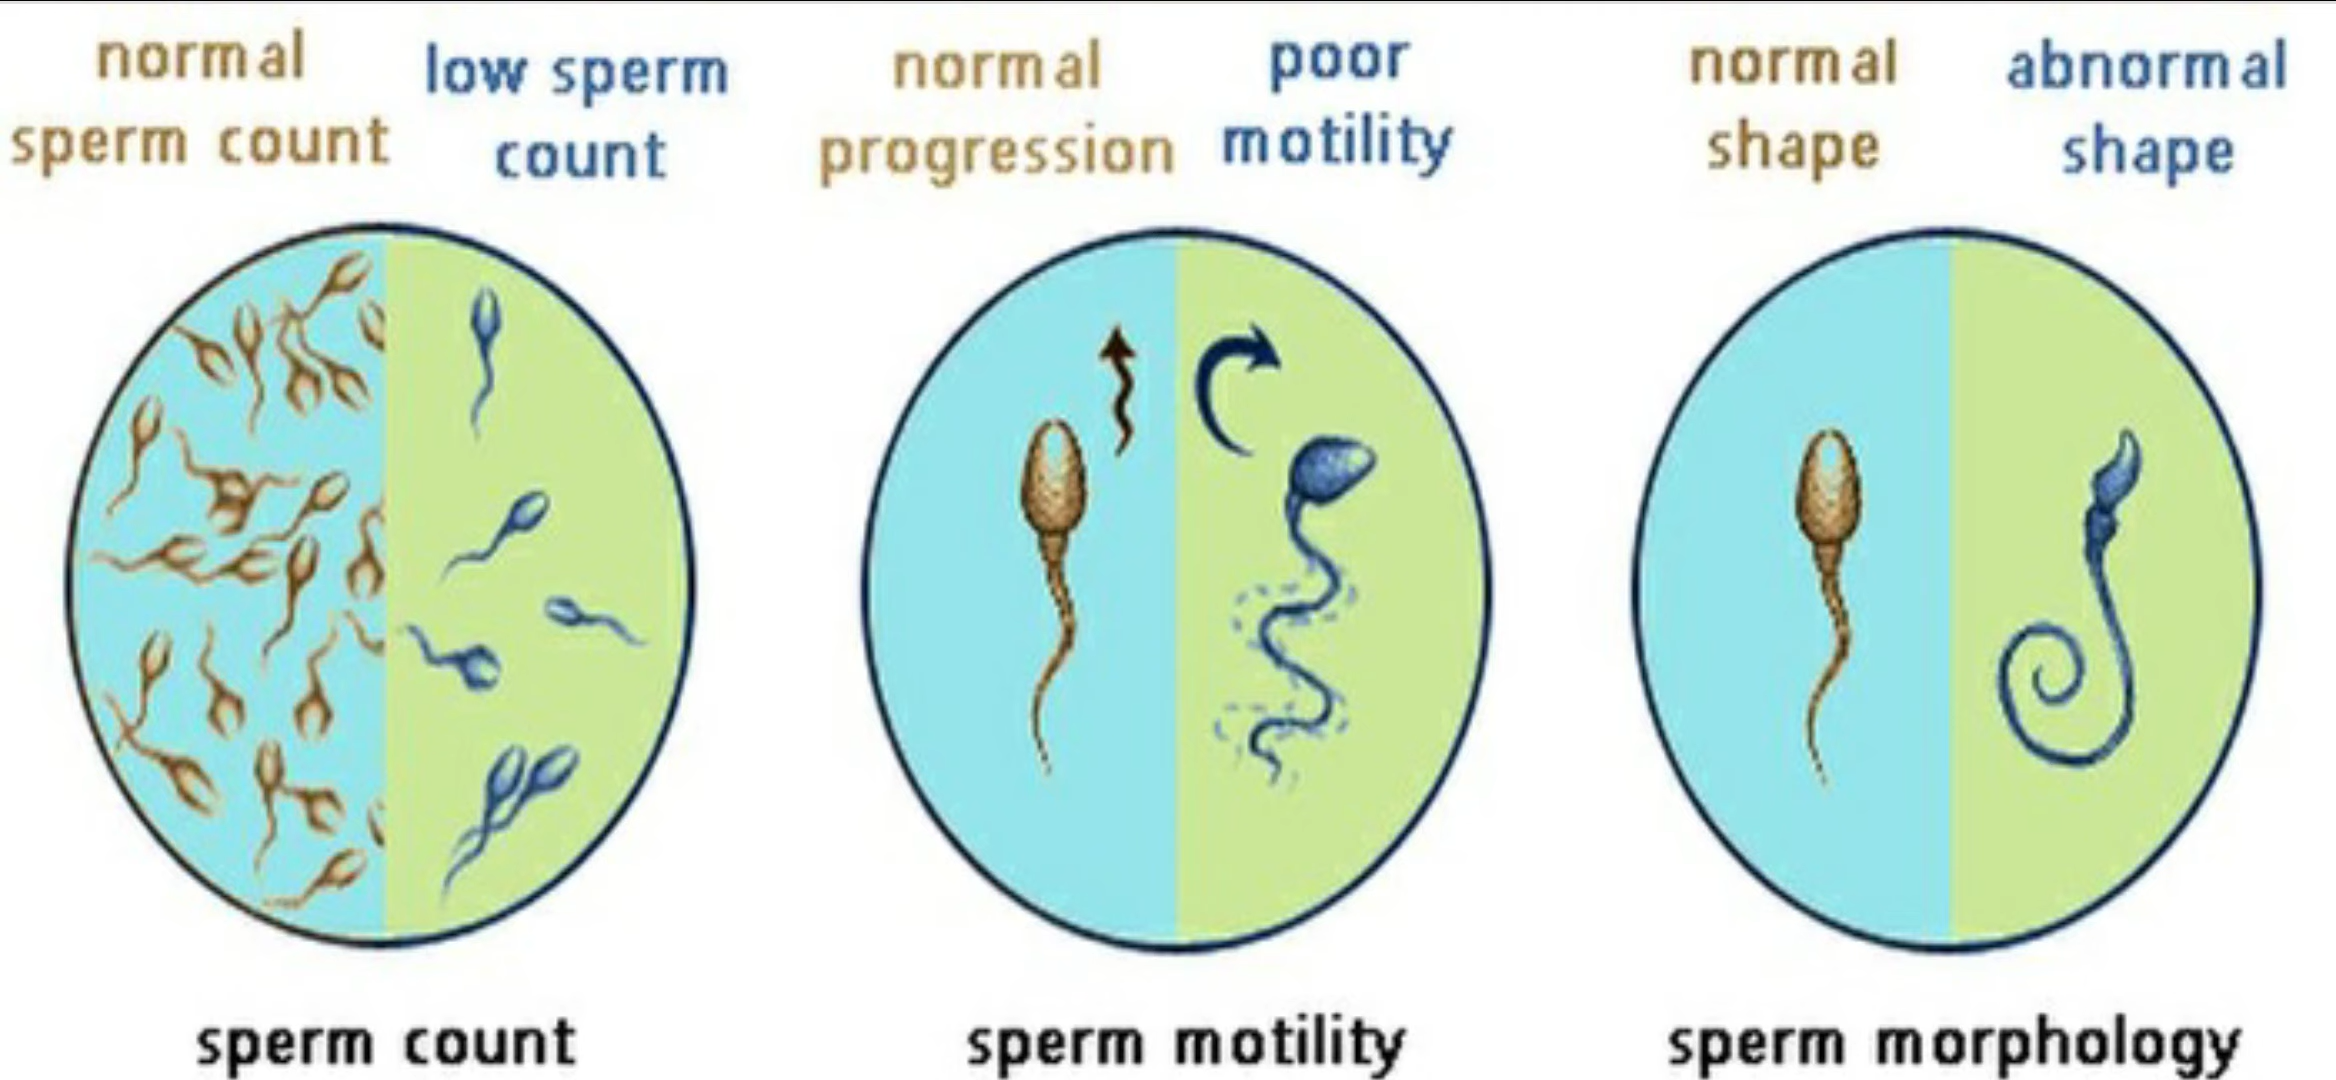 normal
sperm count
low sperm
count
normal
progression
poor
motility
normal
shape
abnormal
shape
sperm count
sperm motility
sperm morphology